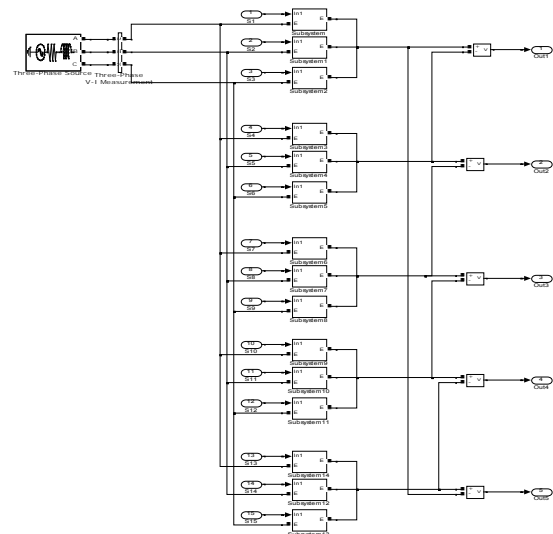 1
In1
E
E
S1
Subsystem
A
B
C
Three-Phase Source
Three-Phase
V-I Measurement
2
In1
E
E
S2
Subsystem1
+
-
v
1
Out1
3
In1
E
E
S3
Subsystem2
4
In1
E
E
S4
Subsystem3
5
In1
E
E
S5
Subsystem4
+
-
v
2
Out2
6
In1
E
E
S6
Subsystem5
7
In1
E
E
S7
Subsystem6
8
In1
E
E
S8
Subsystem7
+
-
v
3
Out3
9
In1
E
E
S9
Subsystem8
10
In1
E
E
S10
Subsystem9
11
In1
E
E
S11
Subsystem10
+
-
v
4
Out4
12
In1
E
E
S12
Subsystem11
13
In1
E
E
S13
Subsystem14
14
In1
E
E
S14
Subsystem12
+
-
v
5
Out5
15
In1
E
E
S15